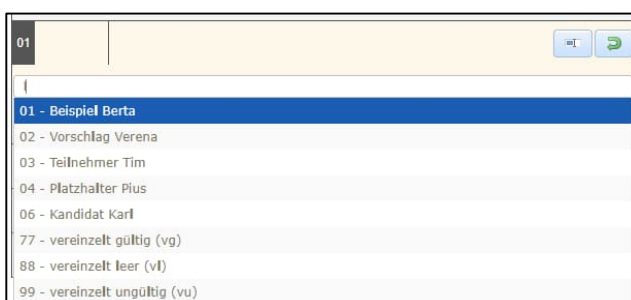 01
01 - Beispiel Berta
02 - Vorschlag Verena
03 - Teilnehmer Tim
04 - Platzhalter Pius
06 - Kandidat Karl
77 - vereinzelt gültig (vg)
88 - vereinzelt leer (vl)
99 - vereinzelt ungültig (vu)